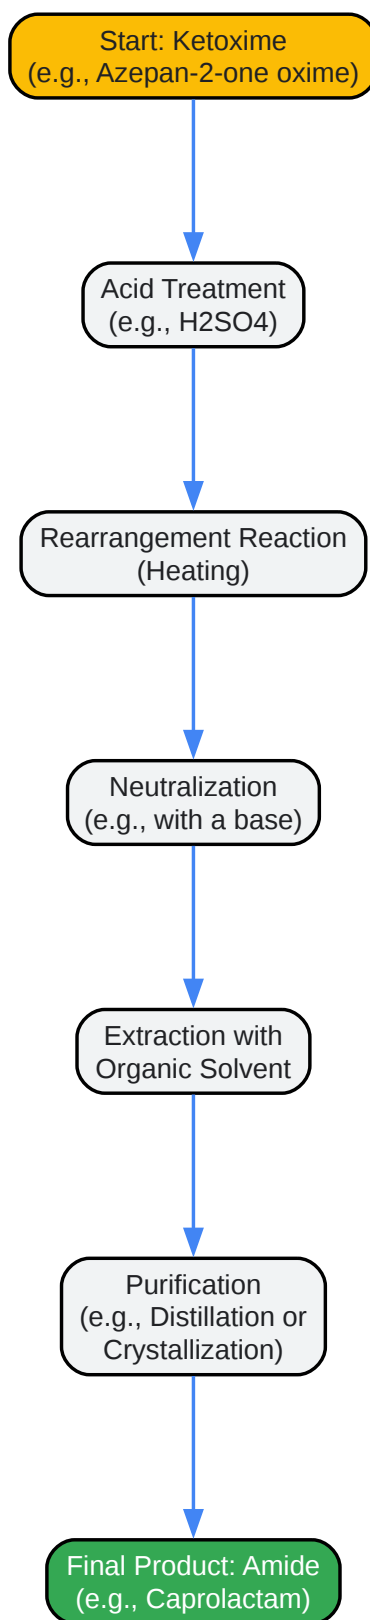 Start: Ketoxime
(e.g., Azepan-2-one oxime)
Acid Treatment
(e.g., H2SO4)
Rearrangement Reaction
(Heating)
Neutralization
(e.g., with a base)
Extraction with
Organic Solvent
Purification
(e.g., Distillation or
Crystallization)
Final Product: Amide
(e.g., Caprolactam)